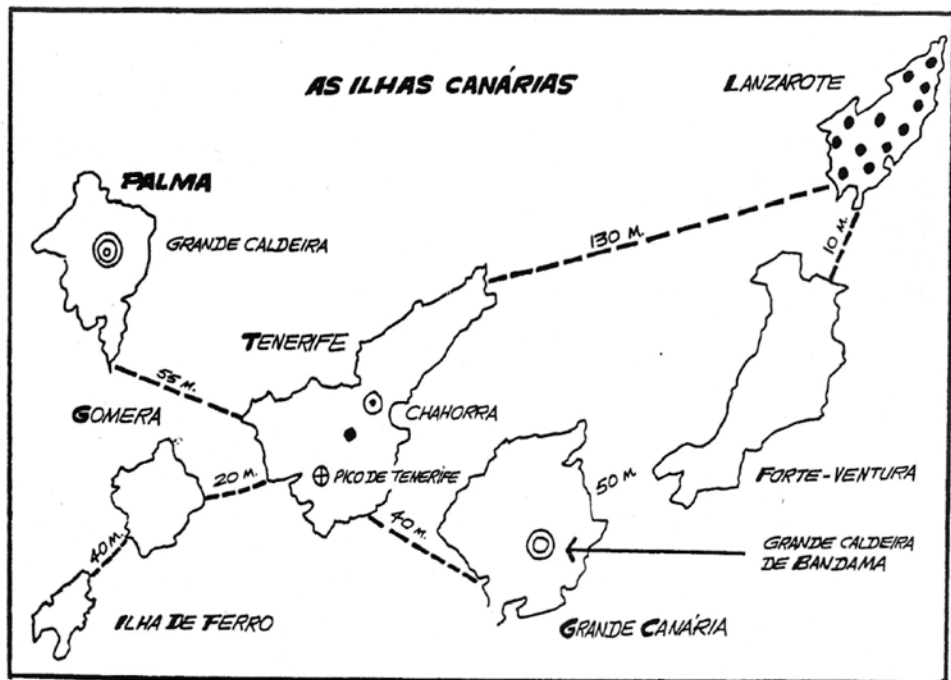 AS ILHAS CANÁRIAS
LANZAROTE
PALMA
GRANDE CALDEIRA
130 M.
10 M.
TENERIFE
55 M.
GOMERA
CHAHORRA
20 M.
PICO DE TENERIFE
50 M.
FORTE-VENTURA
40 M.
40 M.
GRANDE CALDEIRA
DE BANDAMA
ILHA DE FERRO
GRANDE CANÁRIA